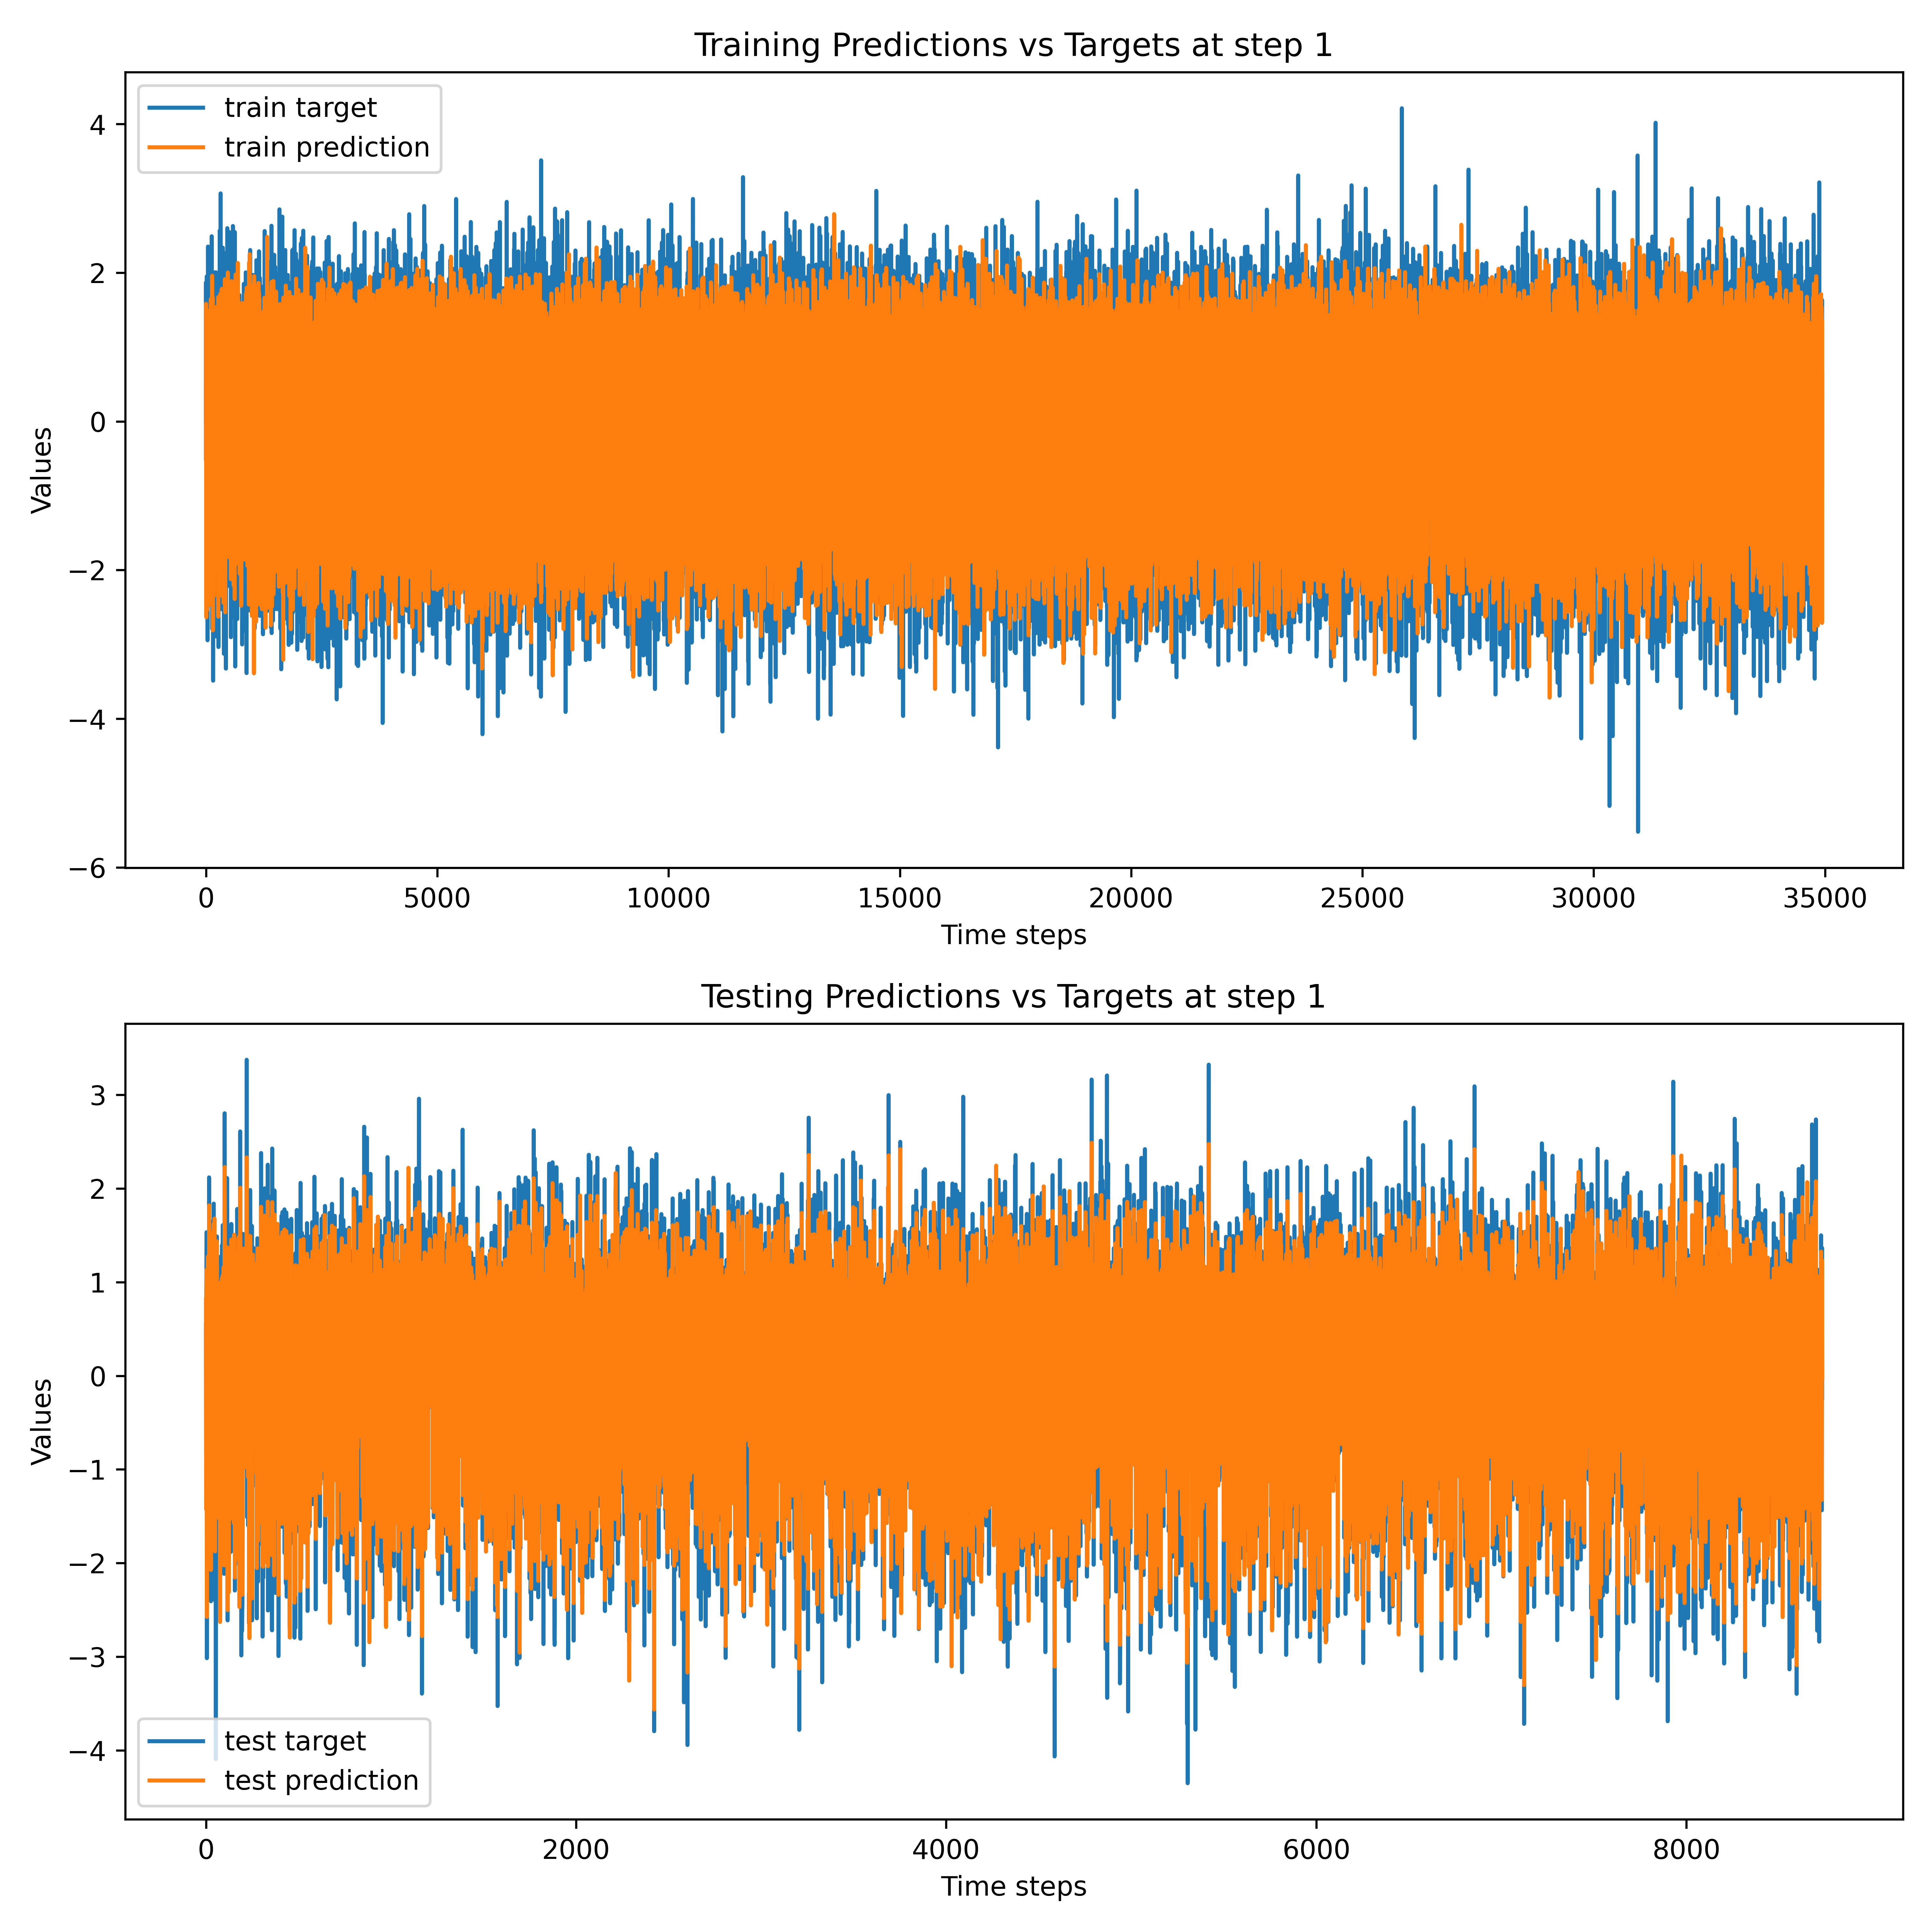 Training Predictions vs Targets at step 1
train target
train prediction
4
2
0
−2
−4
−6
Values
0 5000 10000 15000 20000 25000 30000 35000
Time steps
Testing Predictions vs Targets at step 1
3
2
1
0
−1
−2
−3
−4
Values
test target
test prediction
0 2000 4000 6000 8000
Time steps